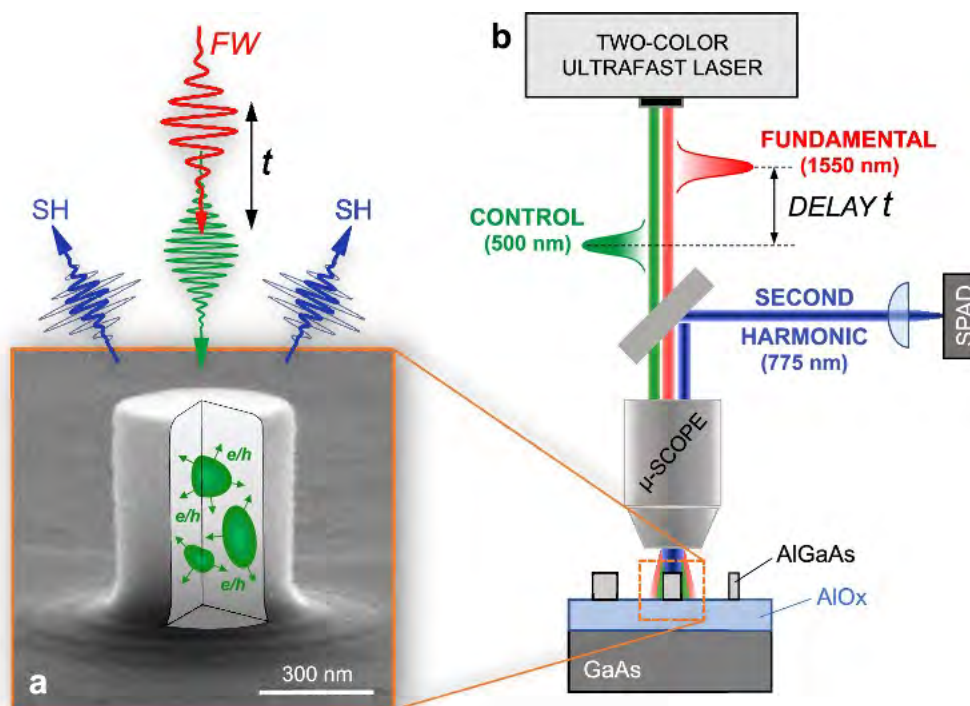 FW
t
SH
SH
e/h
e/h
e/h
a
300 nm
b
TWO-COLOR
ULTRAFAST LASER
FUNDAMENTAL
(1550 nm)
DELAY t
CONTROL
(500 nm)
SECOND
HARMONIC
(775 nm)
SPAD
μ-SCOPE
AlGaAs
AlOx
GaAs